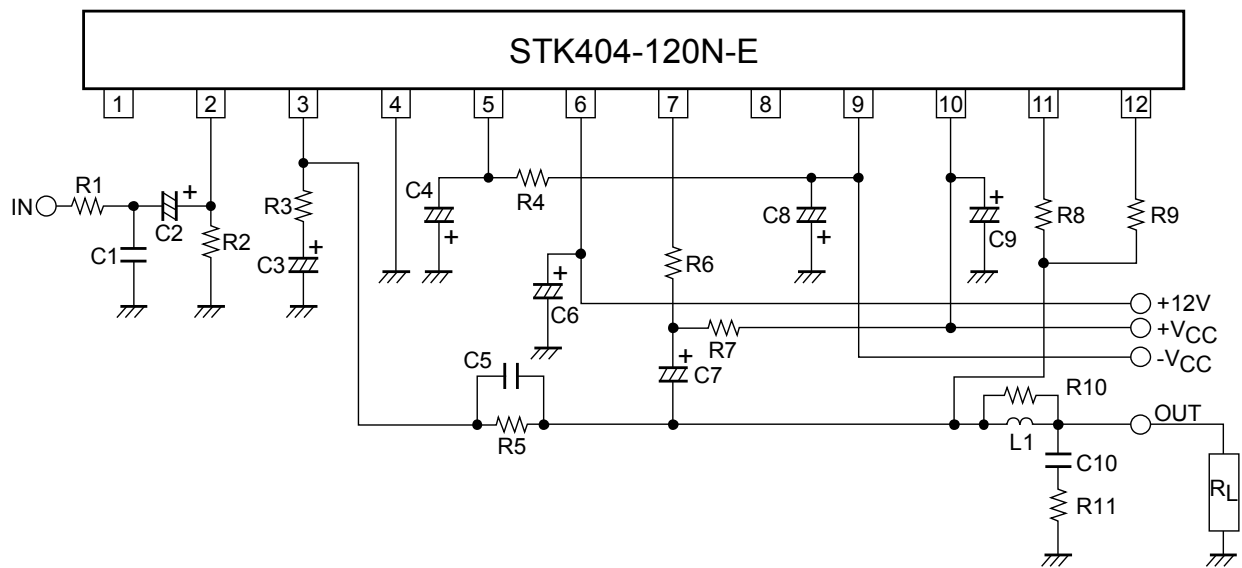 STK404-120N-E
1 2 3 4 5 6 7 8 9 10 11 12
IN
R1
C1
C2
+
R2
R3
+
C3
C4
+
R4
+
C6
R6
R7
+
C7
C8
+
+
C9
R8
R9
+12V
+VCC
-VCC
C5
R5
R10
L1
OUT
C10
R11
RL